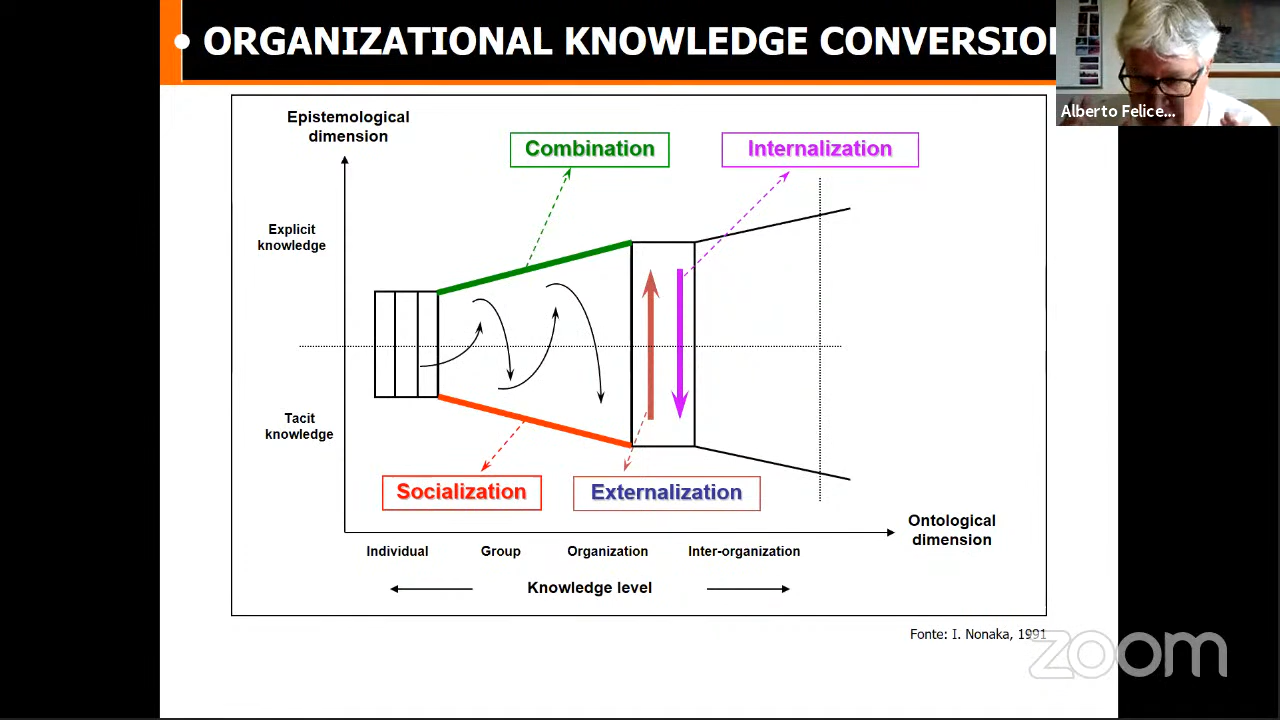 • ORGANIZATIONAL KNOWLEDGE CONVERSION
Alberto Felice...
Epistemological
dimension
Combination
Internalization
Explicit
knowledge
Tacit
knowledge
Socialization
Externalization
Ontological
dimension
Individual
Group
Organization
Inter-organization
Knowledge level
Fonte: I. Nonaka, 1991
zoom